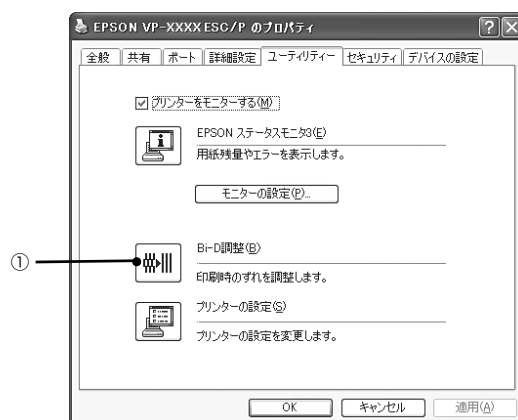 EPSON VP-XXXX ESC/P のプロパティ
全般 共有 ポート 詳細設定 ユーティリティー セキュリティ デバイスの設定
プリンターをモニターする(M)
EPSON ステータスモニタ3(E)
用紙残量やエラーを表示します。
モニターの設定(P)...
①
Bi-D調整(B)
印刷時のずれを調整します。
プリンターの設定(S)
プリンターの設定を変更します。
OK キャンセル 適用(A)